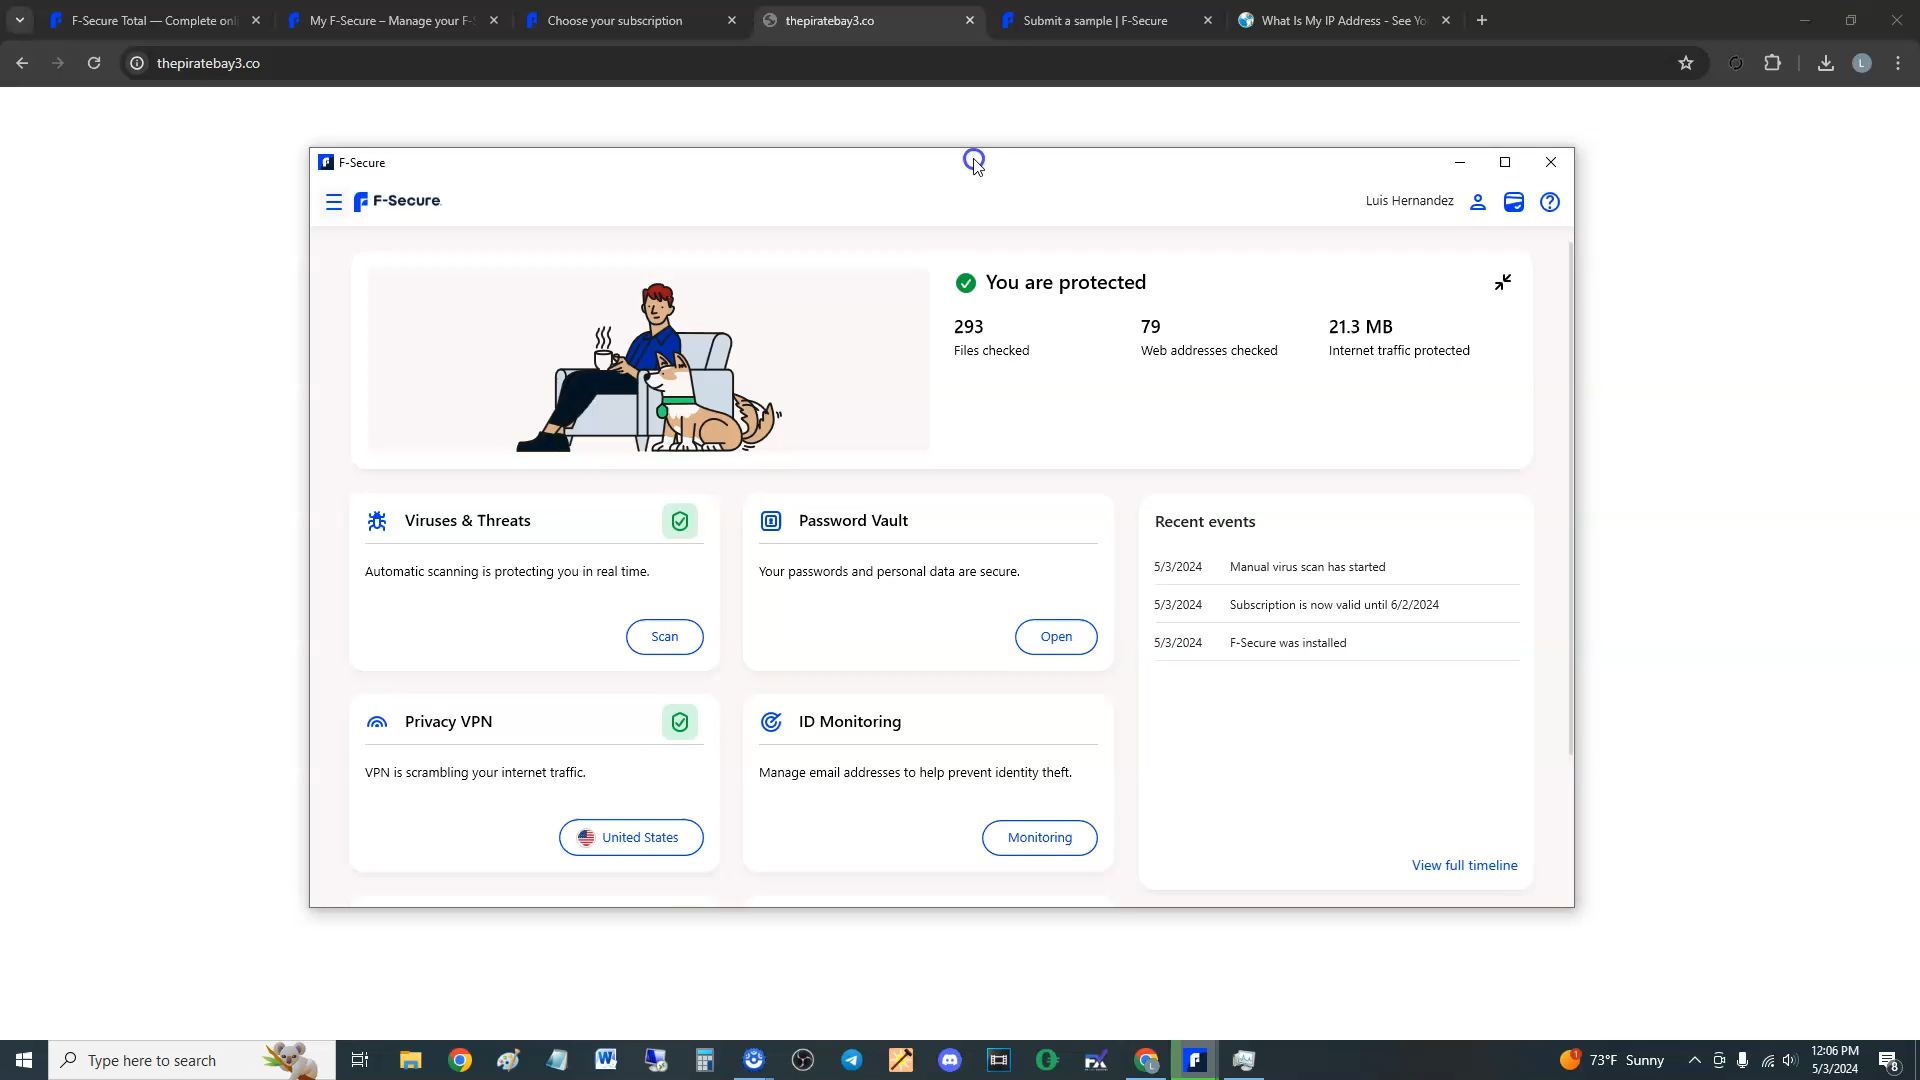 F-Secure Total — Complete onl
My F-Secure – Manage your F-S
Choose your subscription
thepiratebay3.co
Submit a sample | F-Secure
What Is My IP Address - See Yo
thepiratebay3.co
L
F-Secure
F-Secure
Luis Hernandez
You are protected
293
79
21.3 MB
Files checked
Web addresses checked
Internet traffic protected
Viruses & Threats
Automatic scanning is protecting you in real time.
Scan
Password Vault
Your passwords and personal data are secure.
Open
Recent events
5/3/2024 Manual virus scan has started
5/3/2024 Subscription is now valid until 6/2/2024
5/3/2024 F-Secure was installed
View full timeline
Privacy VPN
VPN is scrambling your internet traffic.
United States
ID Monitoring
Manage email addresses to help prevent identity theft.
Monitoring
Type here to search
1
73°F Sunny
12:06 PM
5/3/2024
8